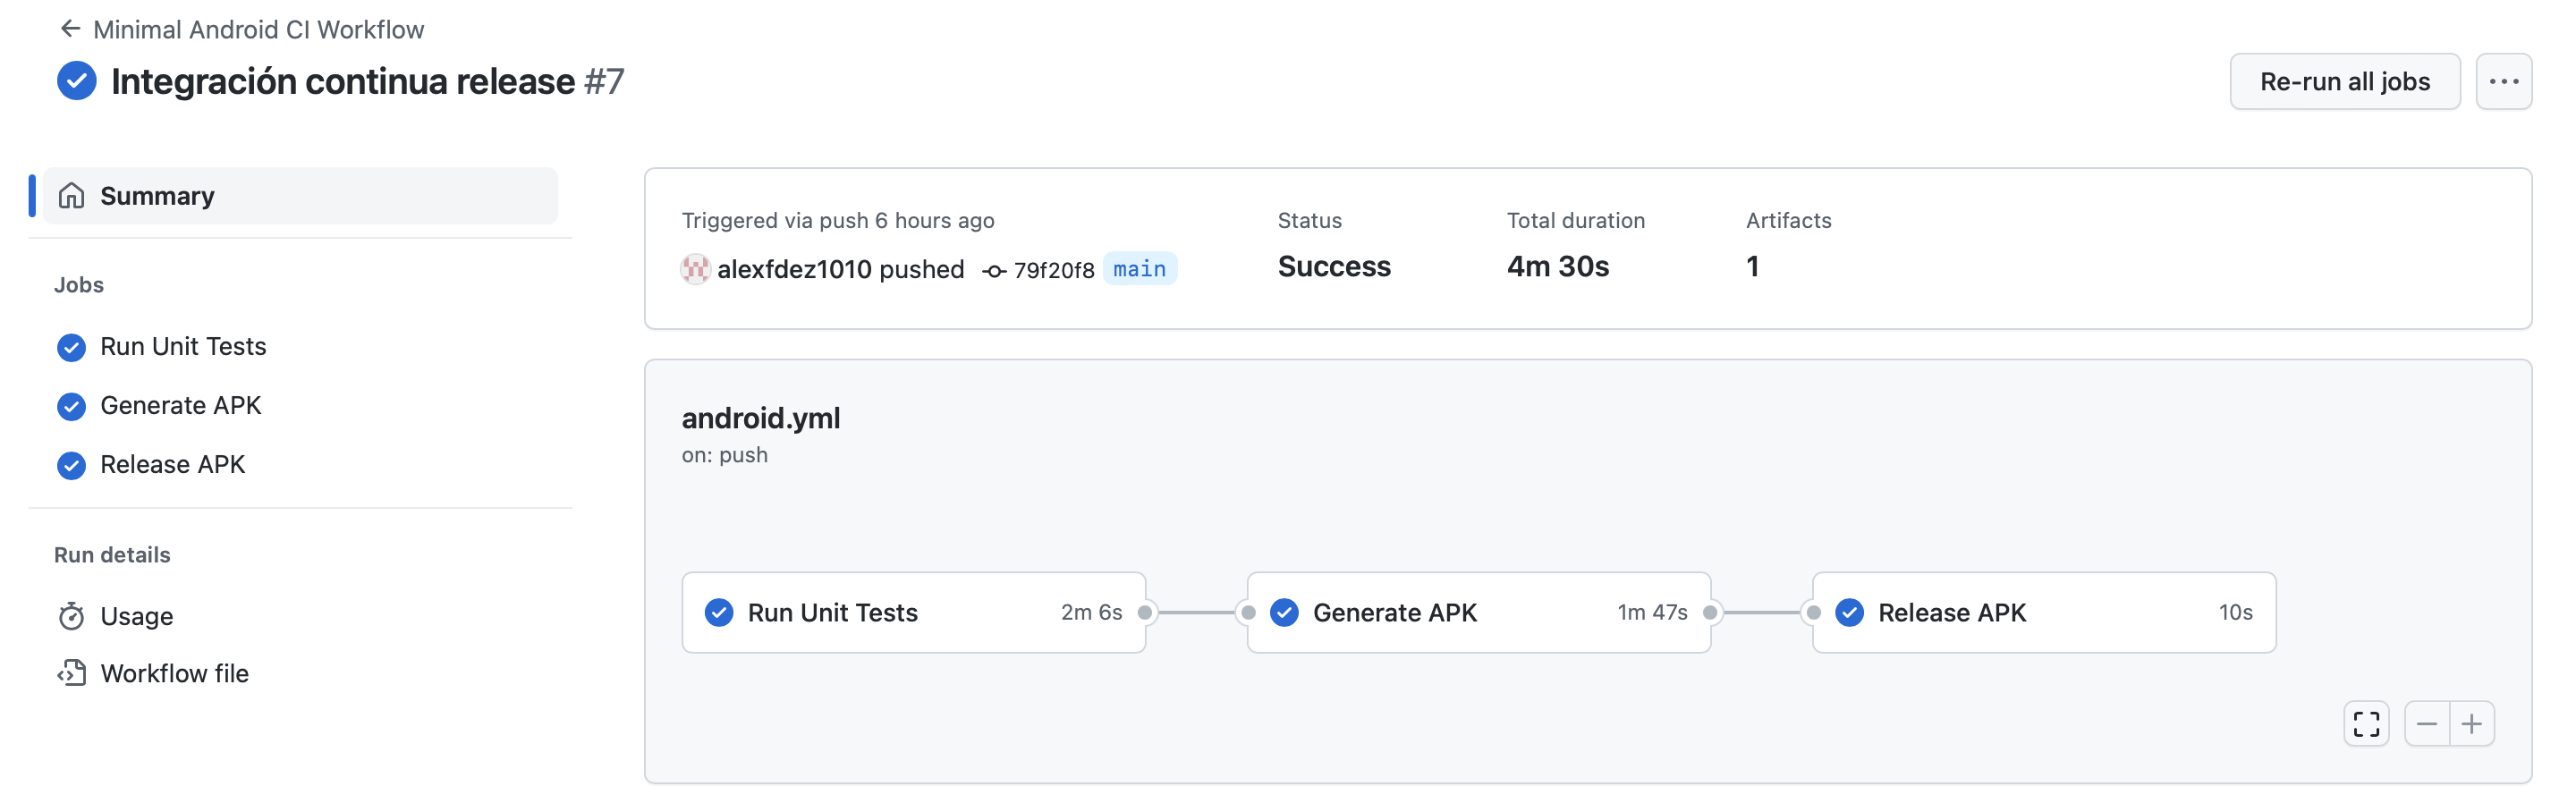 Minimal Android CI Workflow
Integración continua release #7
Re-run all jobs
Summary
Jobs
Run Unit Tests
Generate APK
Release APK
Run details
Usage
Workflow file
Triggered via push 6 hours ago
alexfdez1010 pushed 79f20f8 main
Status
Success
Total duration
4m 30s
Artifacts
1
android.yml
on: push
Run Unit Tests 2m 6s
Generate APK 1m 47s
Release APK 10s